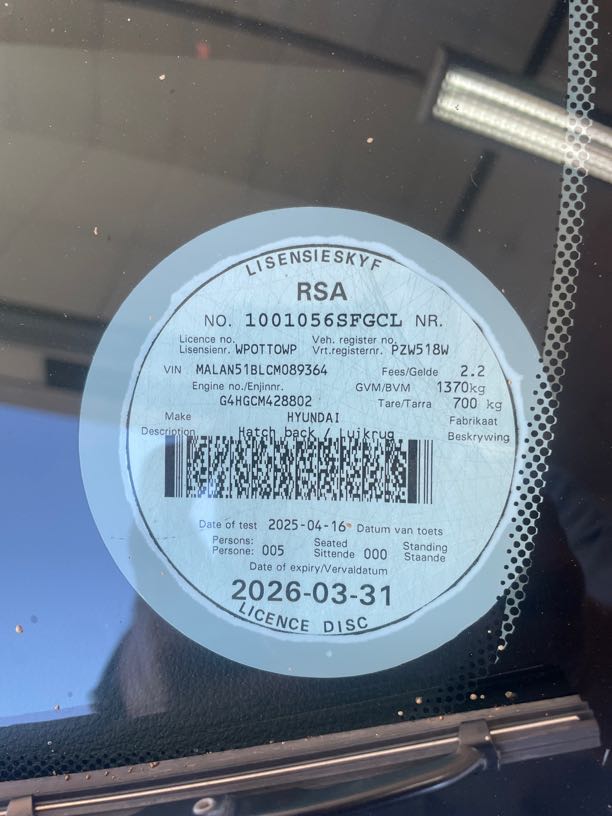 LISENSIESKYF
RSA
NO. 1001056SFGCL NR.
Licence no. Veh. register no.
Lisensienr. WPOTTOWP Vrt.registernr. PZW518W
VIN MALAN51BLCM089364 Fees/Gelde 2.2
Engine no./Enjinnr. GVM/BVM 1370kg
G4HGCM428802 Tare/Tarra 700 kg
Make HYUNDAI Fabrikaat
Description Hatch back / Luikrug Beskrywing
Date of test 2025-04-16 Datum van toets
Persons: Seated Standing
Persone: 005 Sittende 000 Staande
Date of expiry/Vervaldatum
2026-03-31
LICENCE DISC